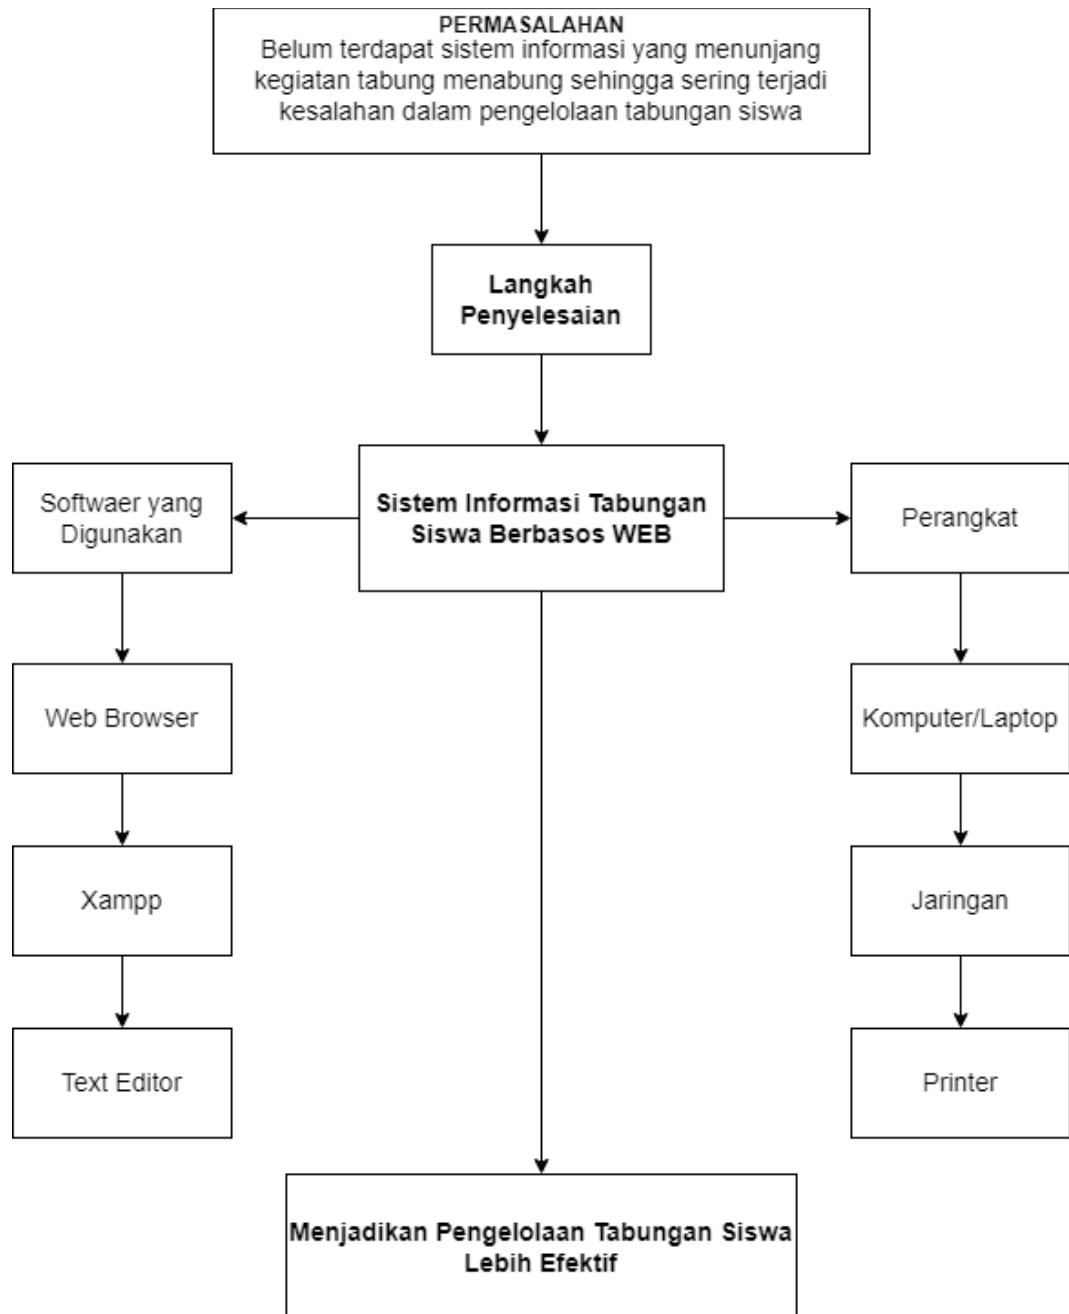 PERMASALAHAN
Belum terdapat sistem informasi yang menunjang
kegiatan tabung menabung sehingga sering terjadi
kesalahan dalam pengelolaan tabungan siswa
Langkah
Penyelesaian
Sistem Informasi Tabungan
Siswa Berbasos WEB
Softwaer yang
Digunakan
Web Browser
Xampp
Text Editor
Perangkat
Komputer/Laptop
Jaringan
Printer
Menjadikan Pengelolaan Tabungan Siswa
Lebih Efektif